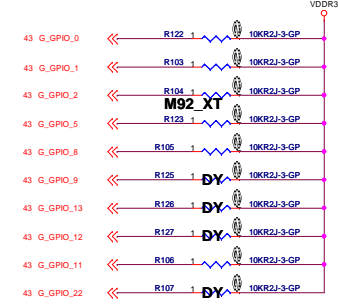 VDDR3
43 G_GPIO_0 R122 1 10KR2J-3-GP
43 G_GPIO_1 R103 1 10KR2J-3-GP
43 G_GPIO_2 R104 1 10KR2J-3-GP
M92_XT
43 G_GPIO_5 R123 1 10KR2J-3-GP
43 G_GPIO_8 R105 1 10KR2J-3-GP
43 G_GPIO_9 R125 1 DY 10KR2J-3-GP
43 G_GPIO_13 R126 1 DY 10KR2J-3-GP
43 G_GPIO_12 R127 1 DY 10KR2J-3-GP
43 G_GPIO_11 R106 1 10KR2J-3-GP
43 G_GPIO_22 R107 1 DY 10KR2J-3-GP